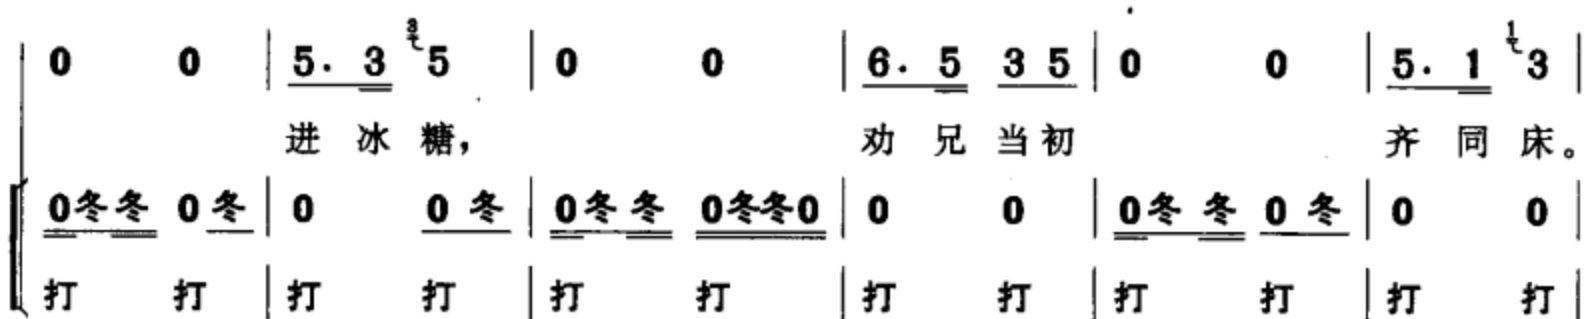 0 0 | 5. 3 3 5 | 0 0 | 6. 5 3 5 | 0 0 | 5. 1 1 3 |
进冰糖， 劝兄当初 齐同床。
0冬冬 0冬 | 0 0冬 | 0冬冬 0冬冬0 | 0 0 | 0冬冬 0冬 | 0 0 |
打 打 | 打 打 | 打 打 | 打 打 | 打 打 | 打 打 |